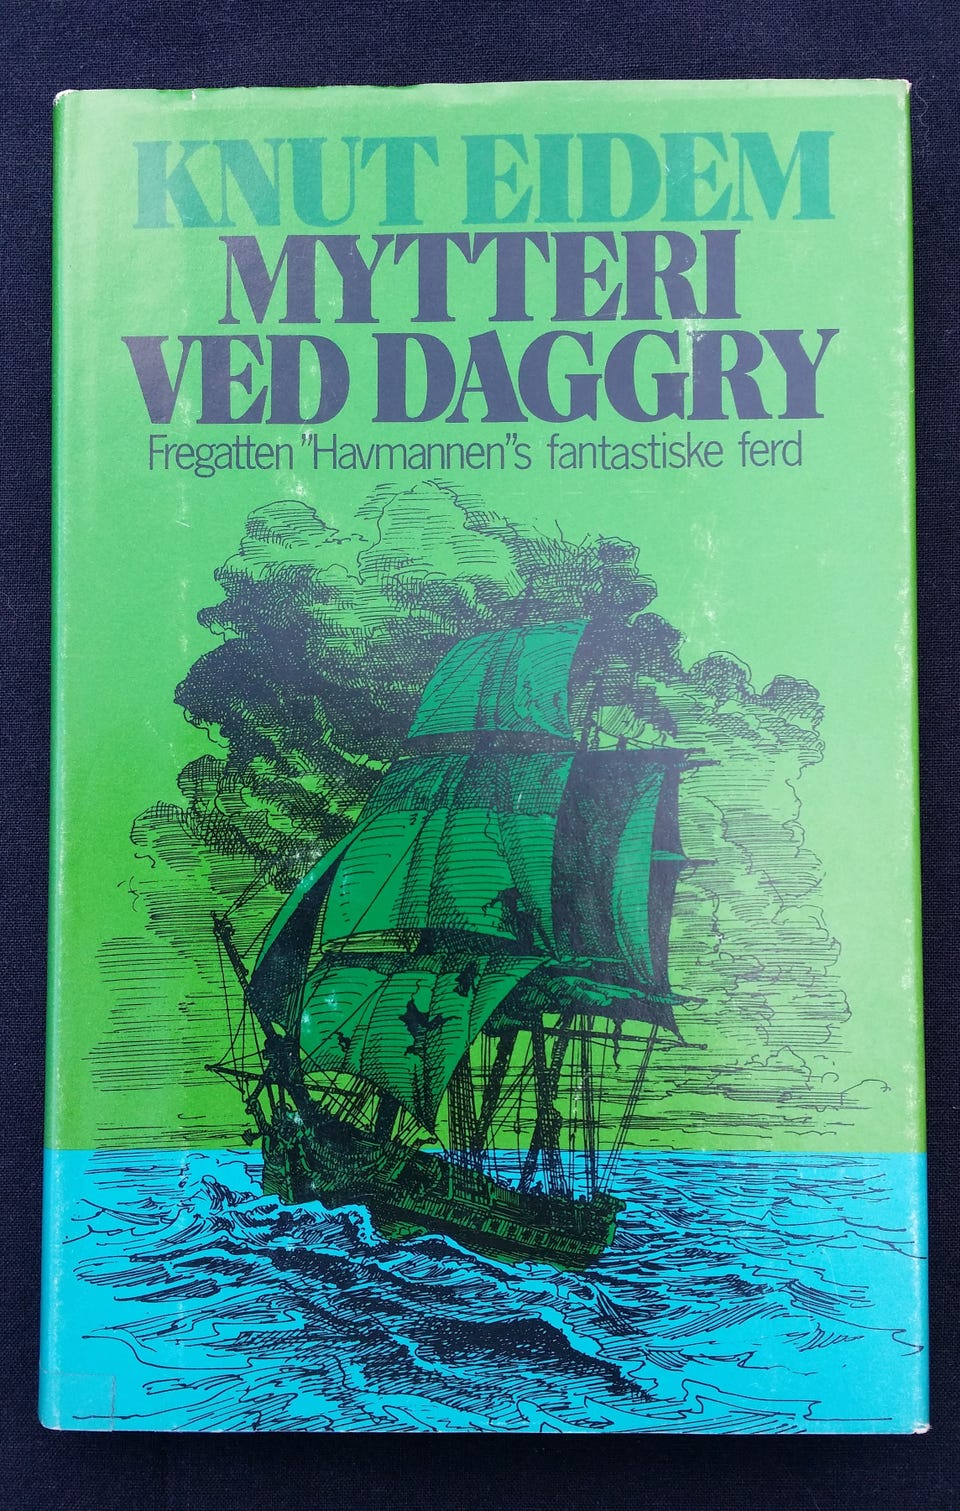 KNUT EIDEM
MYTTERI
VED DAGGRY
Fregatten ”Havmannen”s fantastiske ferd